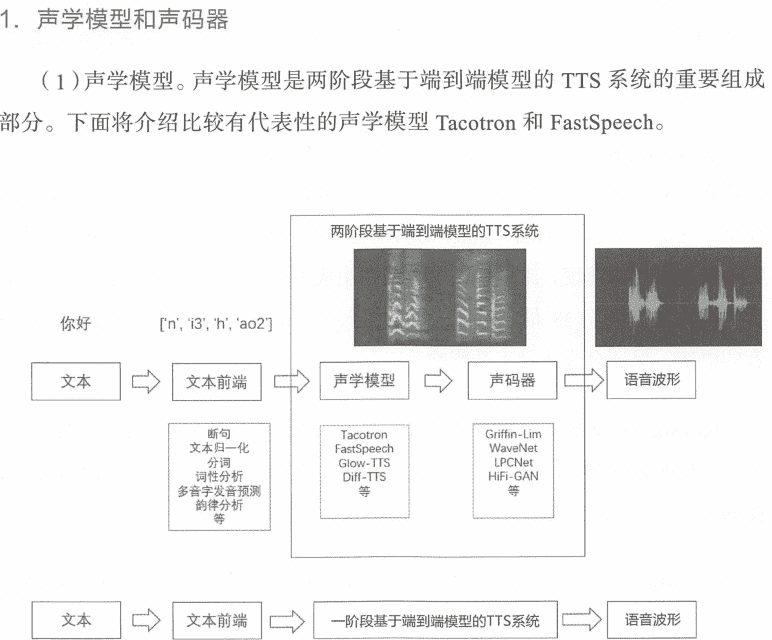 1. 声学模型和声码器
（1）声学模型。声学模型是两阶段基于端到端模型的 TTS 系统的重要组成
部分。下面将介绍比较有代表性的声学模型 Tacotron 和 FastSpeech。
两阶段基于端到端模型的TTS系统
你好
['n', 'i3', 'h', 'ao2']
文本
文本前端
声学模型
声码器
语音波形
断句
文本归一化
分词
词性分析
多音字发音预测
韵律分析
等
Tacotron
FastSpeech
Glow-TTS
Diff-TTS
等
Griffin-Lim
WaveNet
LPCNet
HiFi-GAN
等
文本
文本前端
一阶段基于端到端模型的TTS系统
语音波形